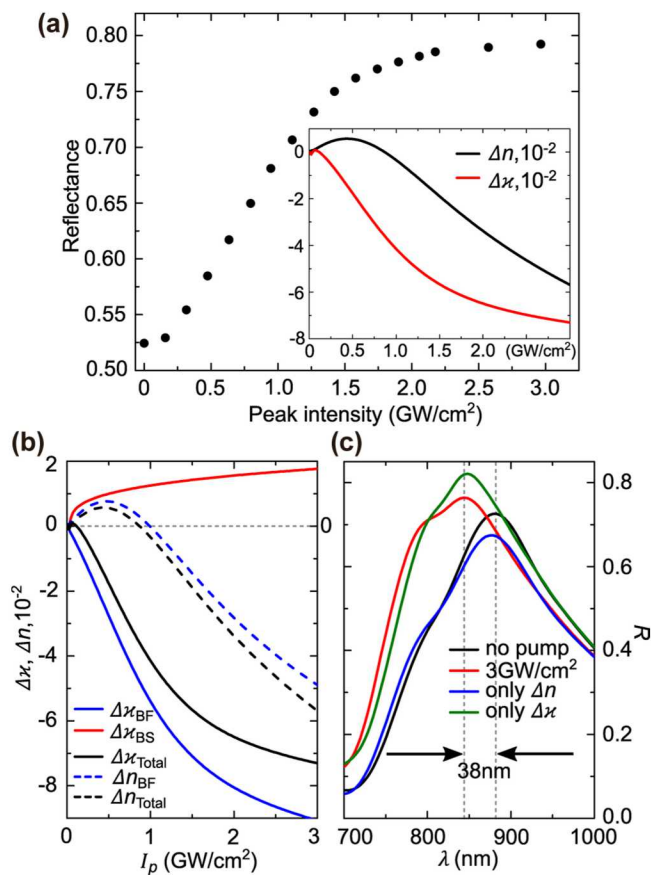 (a)
0.80
0.75
0.70
0.65
0.60
0.55
0.50
Reflectance
0.0 0.5 1.0 1.5 2.0 2.5 3.0
Peak intensity (GW/cm²)
Δn,10⁻²
Δϰ,10⁻²
0
-2
-4
-6
-8
0 0.5 1.0 1.5 2.0 (GW/cm²)
(b)
2
0
-2
-4
-6
-8
Δϰ, Δn,10⁻²
Δϰ_BF
Δϰ_BS
Δϰ_Total
Δn_BF
Δn_Total
0 1 2 3
I_p (GW/cm²)
(c)
0
0.8
0.6
0.4
0.2
0.0
R
no pump
3GW/cm²
only Δn
only Δϰ
38nm
700 800 900 1000
λ (nm)